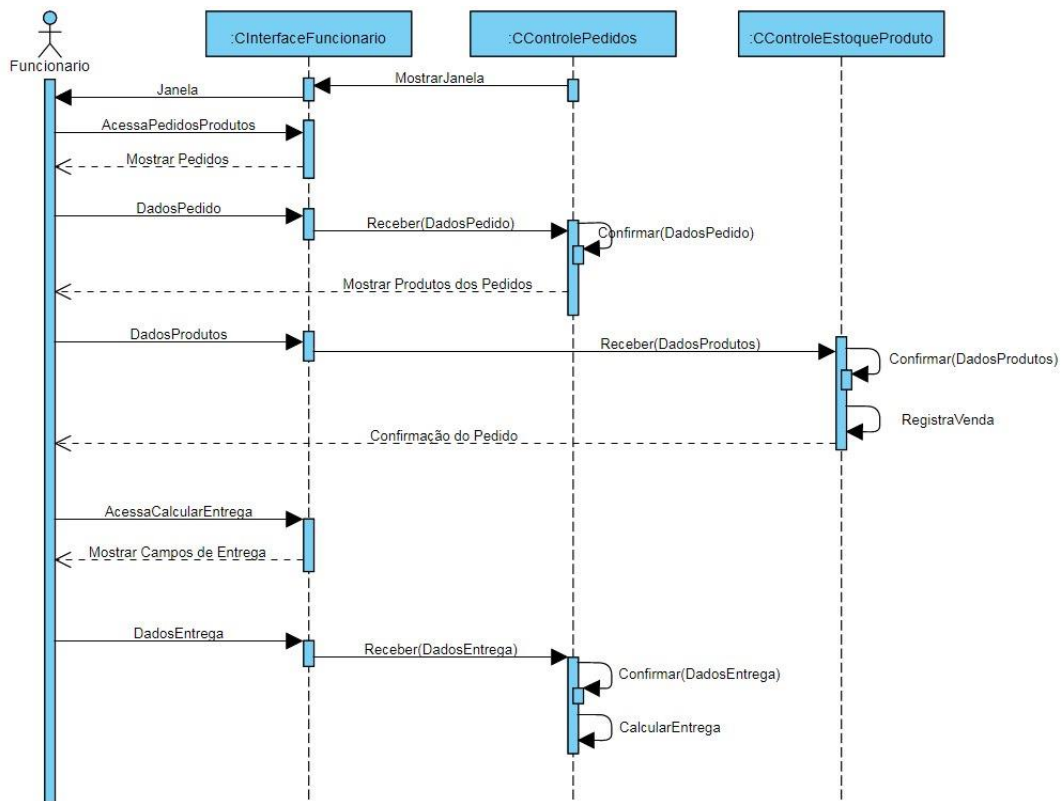 Funcionario
:CInterfaceFuncionario
:CControlePedidos
:CControleEstoqueProduto
MostrarJanela
Janela
AcessaPedidosProdutos
Mostrar Pedidos
DadosPedido
Receber(DadosPedido)
Confirmar(DadosPedido)
Mostrar Produtos dos Pedidos
DadosProdutos
Receber(DadosProdutos)
Confirmar(DadosProdutos)
RegistraVenda
Confirmação do Pedido
AcessaCalcularEntrega
Mostrar Campos de Entrega
DadosEntrega
Receber(DadosEntrega)
Confirmar(DadosEntrega)
CalcularEntrega